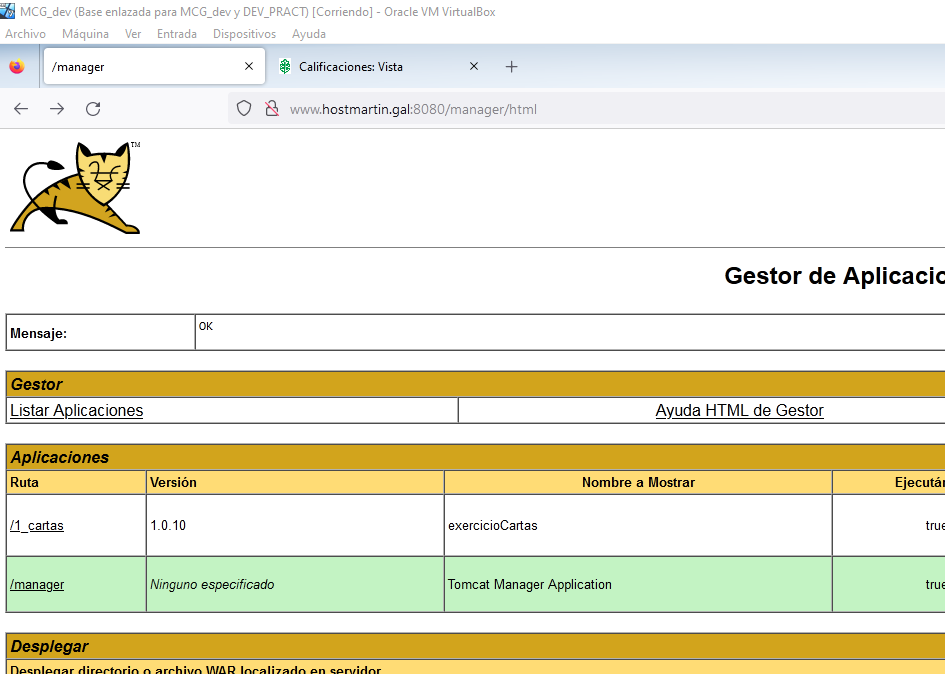 MCG_dev (Base enlazada para MCG_dev y DEV_PRACT) [Corriendo] - Oracle VM VirtualBox
Archivo Máquina Ver Entrada Dispositivos Ayuda
/manager Calificaciones: Vista
www.hostmartin.gal:8080/manager/html
TM
Gestor de Aplicacio
Mensaje: OK
Gestor
Listar Aplicaciones Ayuda HTML de Gestor
Aplicaciones
Ruta Versión Nombre a Mostrar Ejecután
/1_cartas 1.0.10 exercicioCartas true
/manager Ninguno especificado Tomcat Manager Application true
Desplegar
Desplegar directorio o archivo WAR localizado en servidor